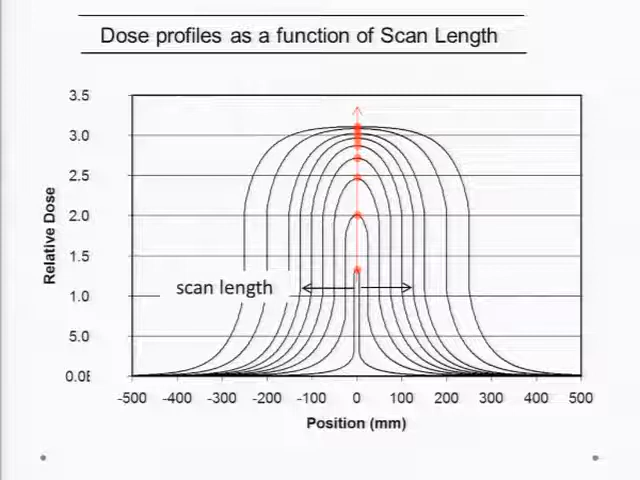 Dose profiles as a function of Scan Length
3.5
3.0
2.5
2.0
1.5
1.0
5.0
0.0E
Relative Dose
scan length
-500 -400 -300 -200 -100 0 100 200 300 400 500
Position (mm)